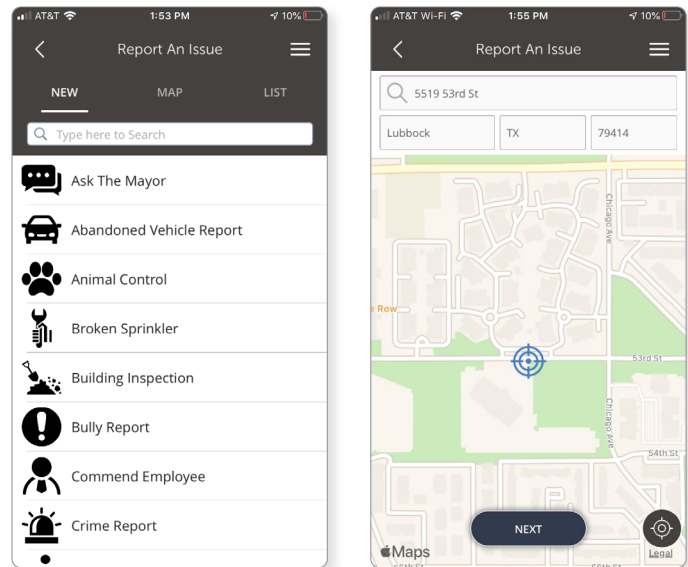 AT&T 1:53 PM 10%
Report An Issue
NEW MAP LIST
Type here to Search
Ask The Mayor
Abandoned Vehicle Report
Animal Control
Broken Sprinkler
Building Inspection
Bully Report
Commend Employee
Crime Report
AT&T Wi-Fi 1:55 PM 10%
Report An Issue
5519 53rd St
Lubbock TX 79414
Chicago Ave
e Row
53rd St
Chicago Ave
54th St
NEXT
Maps
Legal